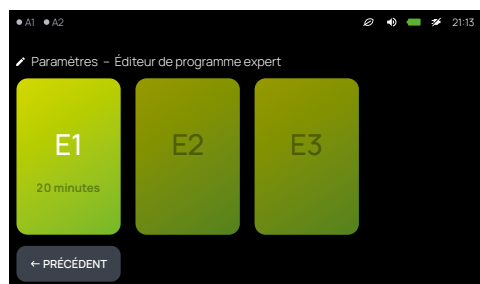 A1 A2 21:13
Paramètres – Éditeur de programme expert
E1 E2 E3
20 minutes
← PRÉCÉDENT